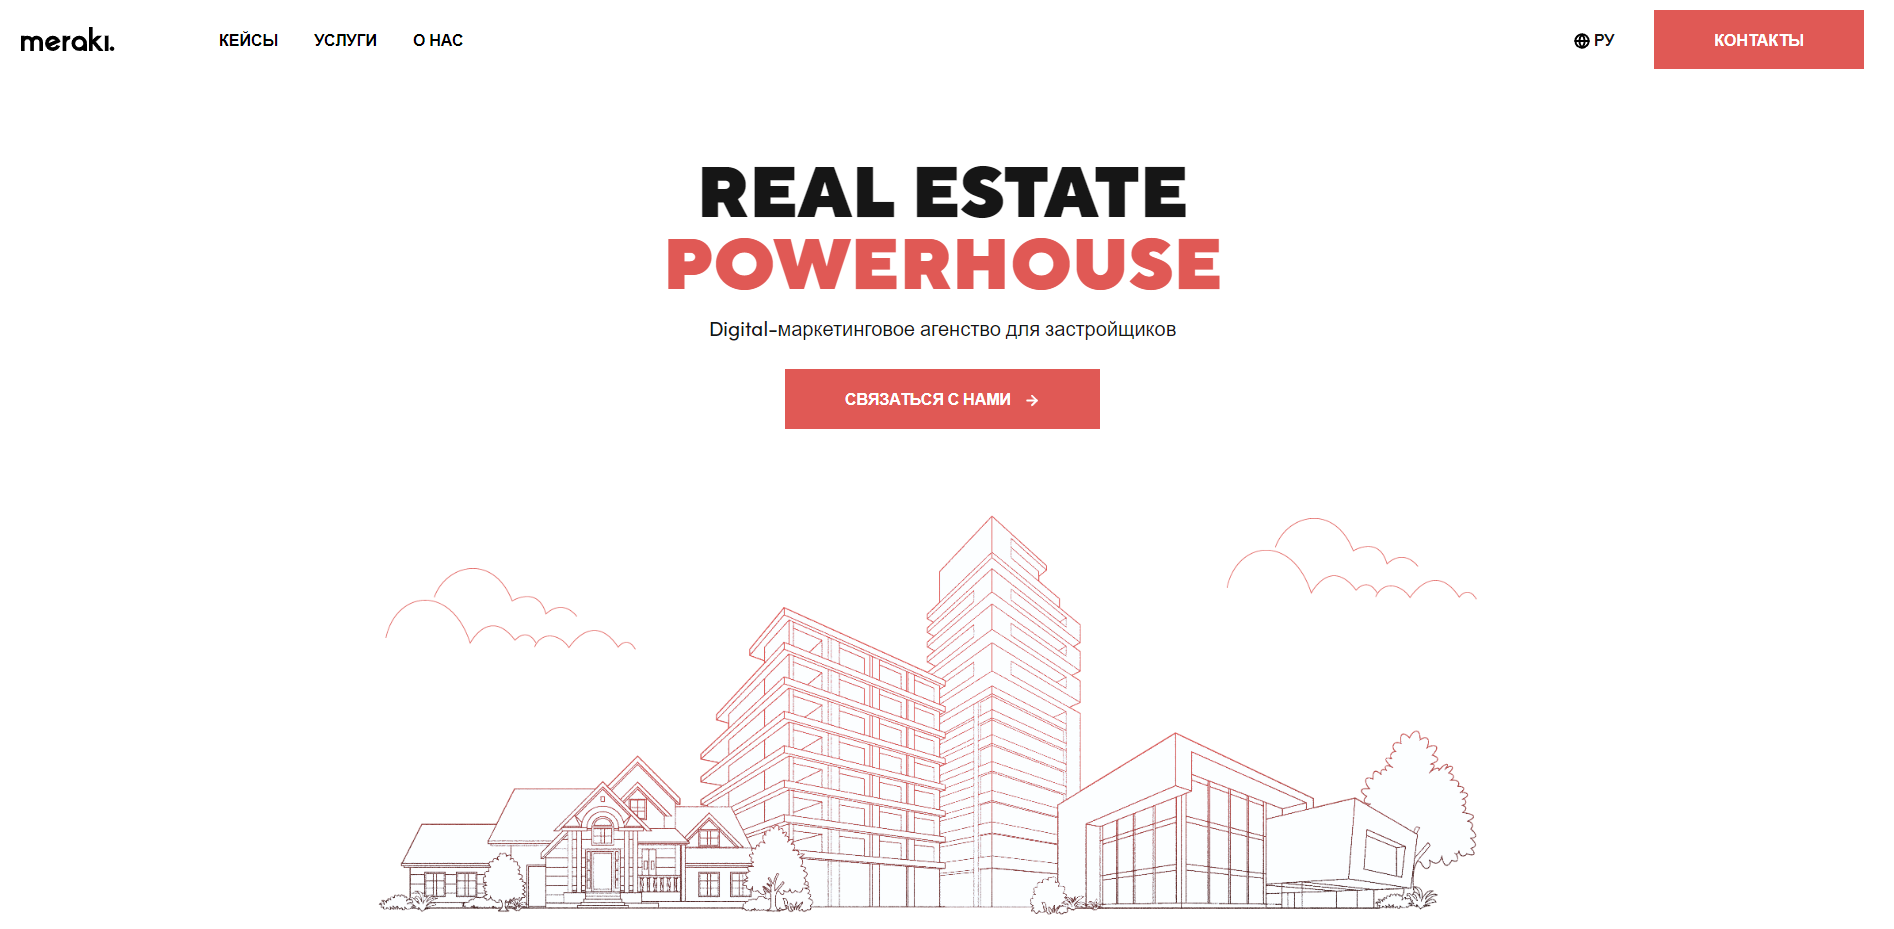 meraki.
КЕЙСЫ
УСЛУГИ
О НАС
РУ
КОНТАКТЫ
REAL ESTATE
POWERHOUSE
Digital-маркетинговое агенство для застройщиков
СВЯЗАТЬСЯ С НАМИ →